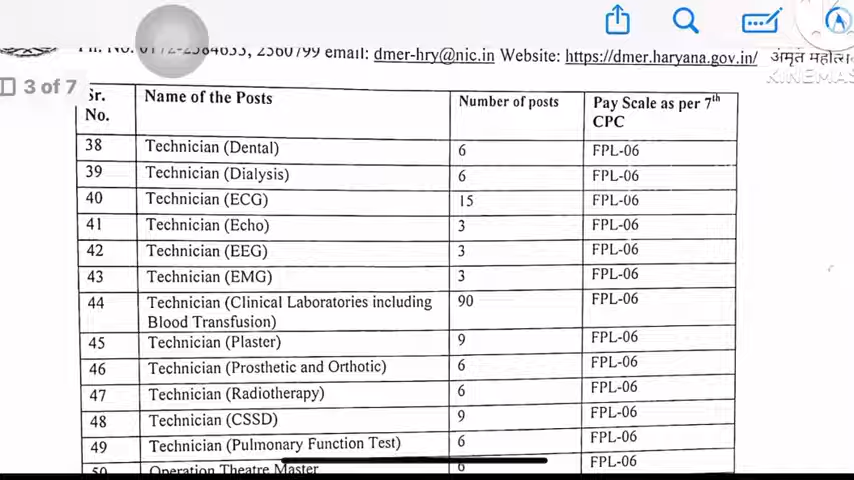 Ph. No. 0172-2584633, 2560799 email: dmer-hry@nic.in Website: https://dmer.haryana.gov.in/ अमृत महोत्स
3 of 7
KINEMAS
Sr. No. Name of the Posts Number of posts Pay Scale as per 7th CPC
38 Technician (Dental) 6 FPL-06
39 Technician (Dialysis) 6 FPL-06
40 Technician (ECG) 15 FPL-06
41 Technician (Echo) 3 FPL-06
42 Technician (EEG) 3 FPL-06
43 Technician (EMG) 3 FPL-06
44 Technician (Clinical Laboratories including 90 FPL-06
Blood Transfusion)
45 Technician (Plaster) 9 FPL-06
46 Technician (Prosthetic and Orthotic) 6 FPL-06
47 Technician (Radiotherapy) 6 FPL-06
48 Technician (CSSD) 9 FPL-06
49 Technician (Pulmonary Function Test) 6 FPL-06
50 Operation Theatre Master 6 FPL-06